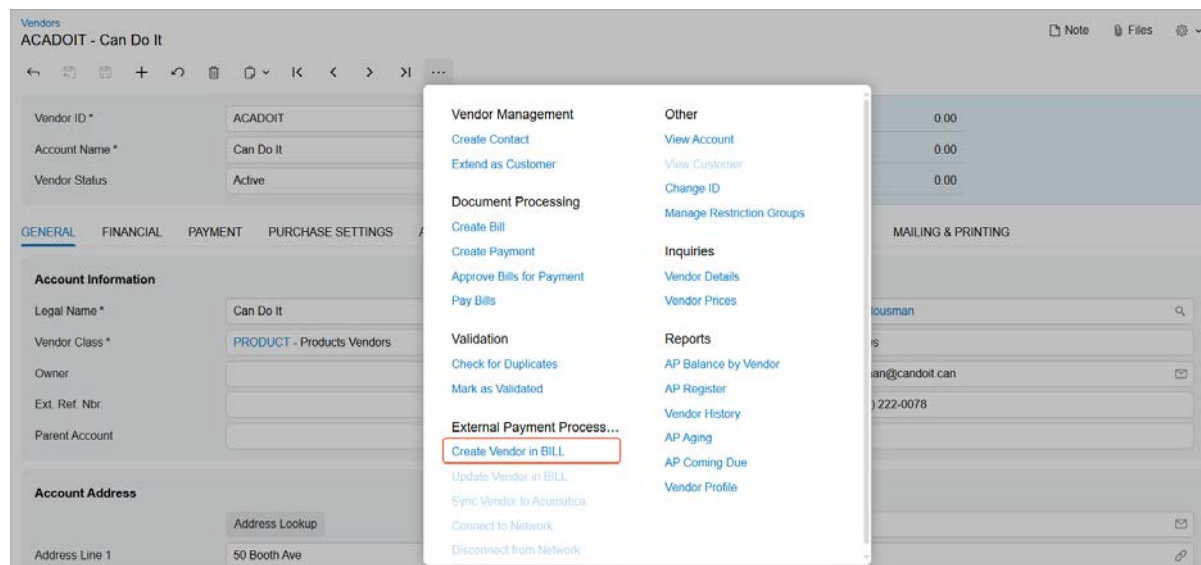 Vendors
ACADOIT - Can Do It
Note Files
Vendor ID * ACADOIT 0.00
Account Name * Can Do It 0.00
Vendor Status Active 0.00
GENERAL FINANCIAL PAYMENT PURCHASE SETTINGS MAILING & PRINTING
Account Information
Legal Name * Can Do It lousman
Vendor Class * PRODUCT - Products Vendors
Owner an@candoit.can
Ext. Ref. Nbr. ) 222-0078
Parent Account
Account Address
Address Lookup
Address Line 1 50 Booth Ave
Vendor Management
Create Contact
Extend as Customer
Document Processing
Create Bill
Create Payment
Approve Bills for Payment
Pay Bills
Validation
Check for Duplicates
Mark as Validated
External Payment Process...
Create Vendor in BILL
Update Vendor in BILL
Sync Vendor to Acumatica
Connect to Network
Disconnect from Network
Other
View Account
View Customer
Change ID
Manage Restriction Groups
Inquiries
Vendor Details
Vendor Prices
Reports
AP Balance by Vendor
AP Register
Vendor History
AP Aging
AP Coming Due
Vendor Profile